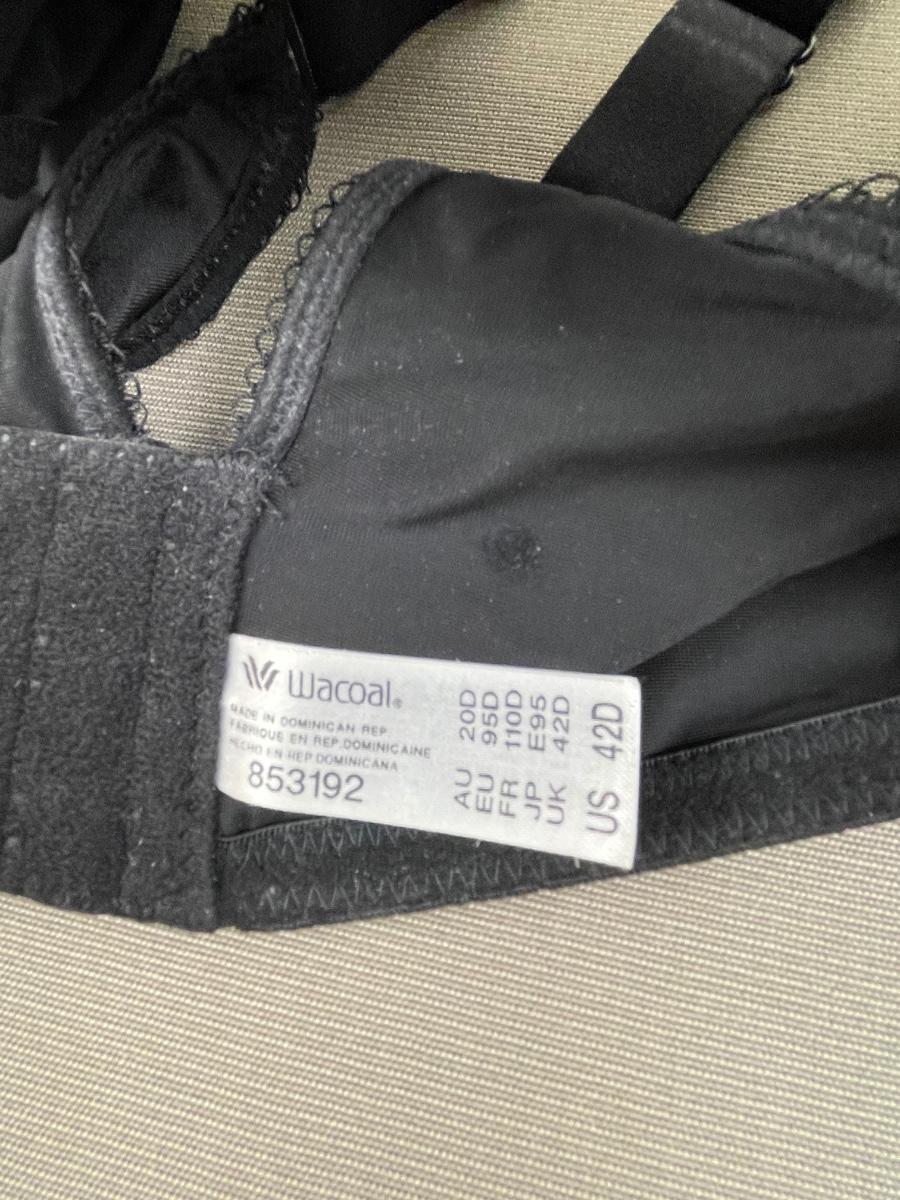 Wacoal®
MADE IN DOMINICAN REP.
FABRIQUE EN REP.DOMINICAINE
HECHO EN REP.DOMINICANA
853192
AU 20D
EU 95D
FR 110D
JP E95
UK 42D
US 42D